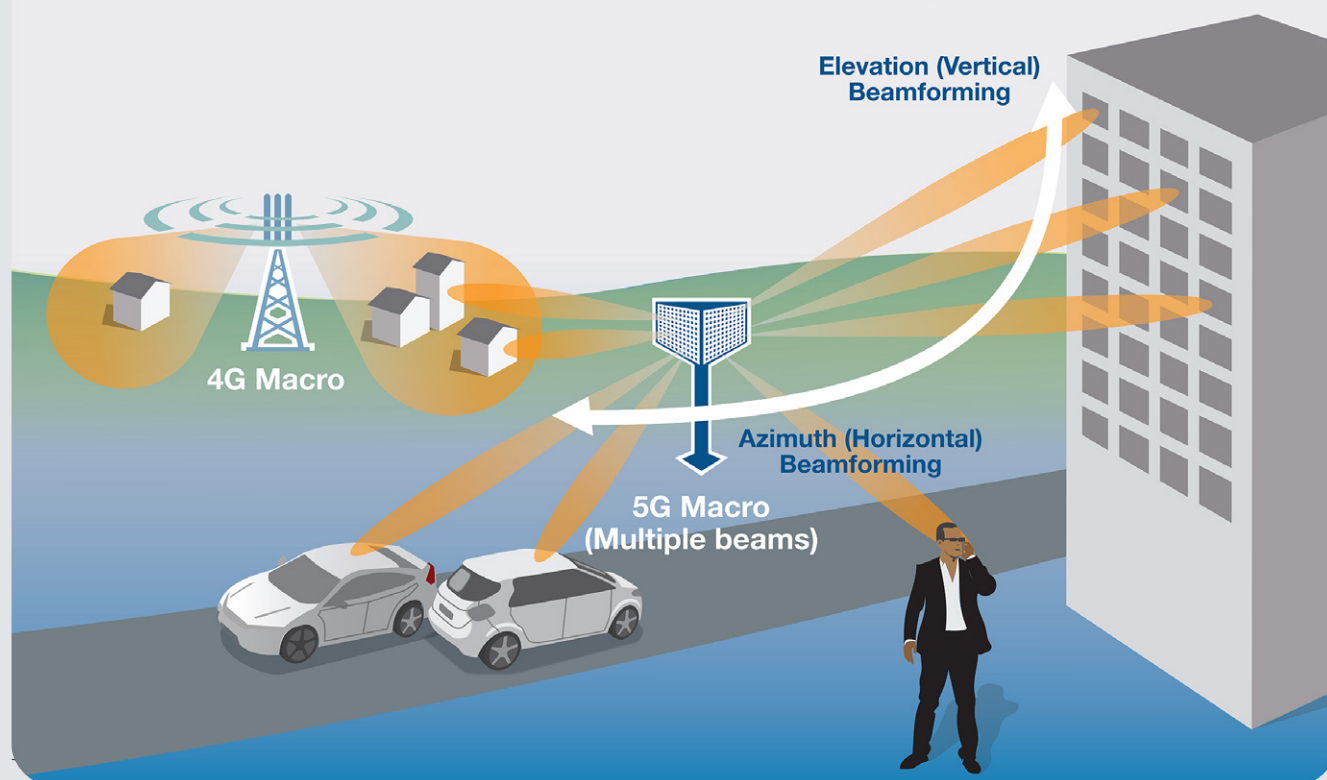 Elevation (Vertical)
Beamforming
4G Macro
Azimuth (Horizontal)
Beamforming
5G Macro
(Multiple beams)